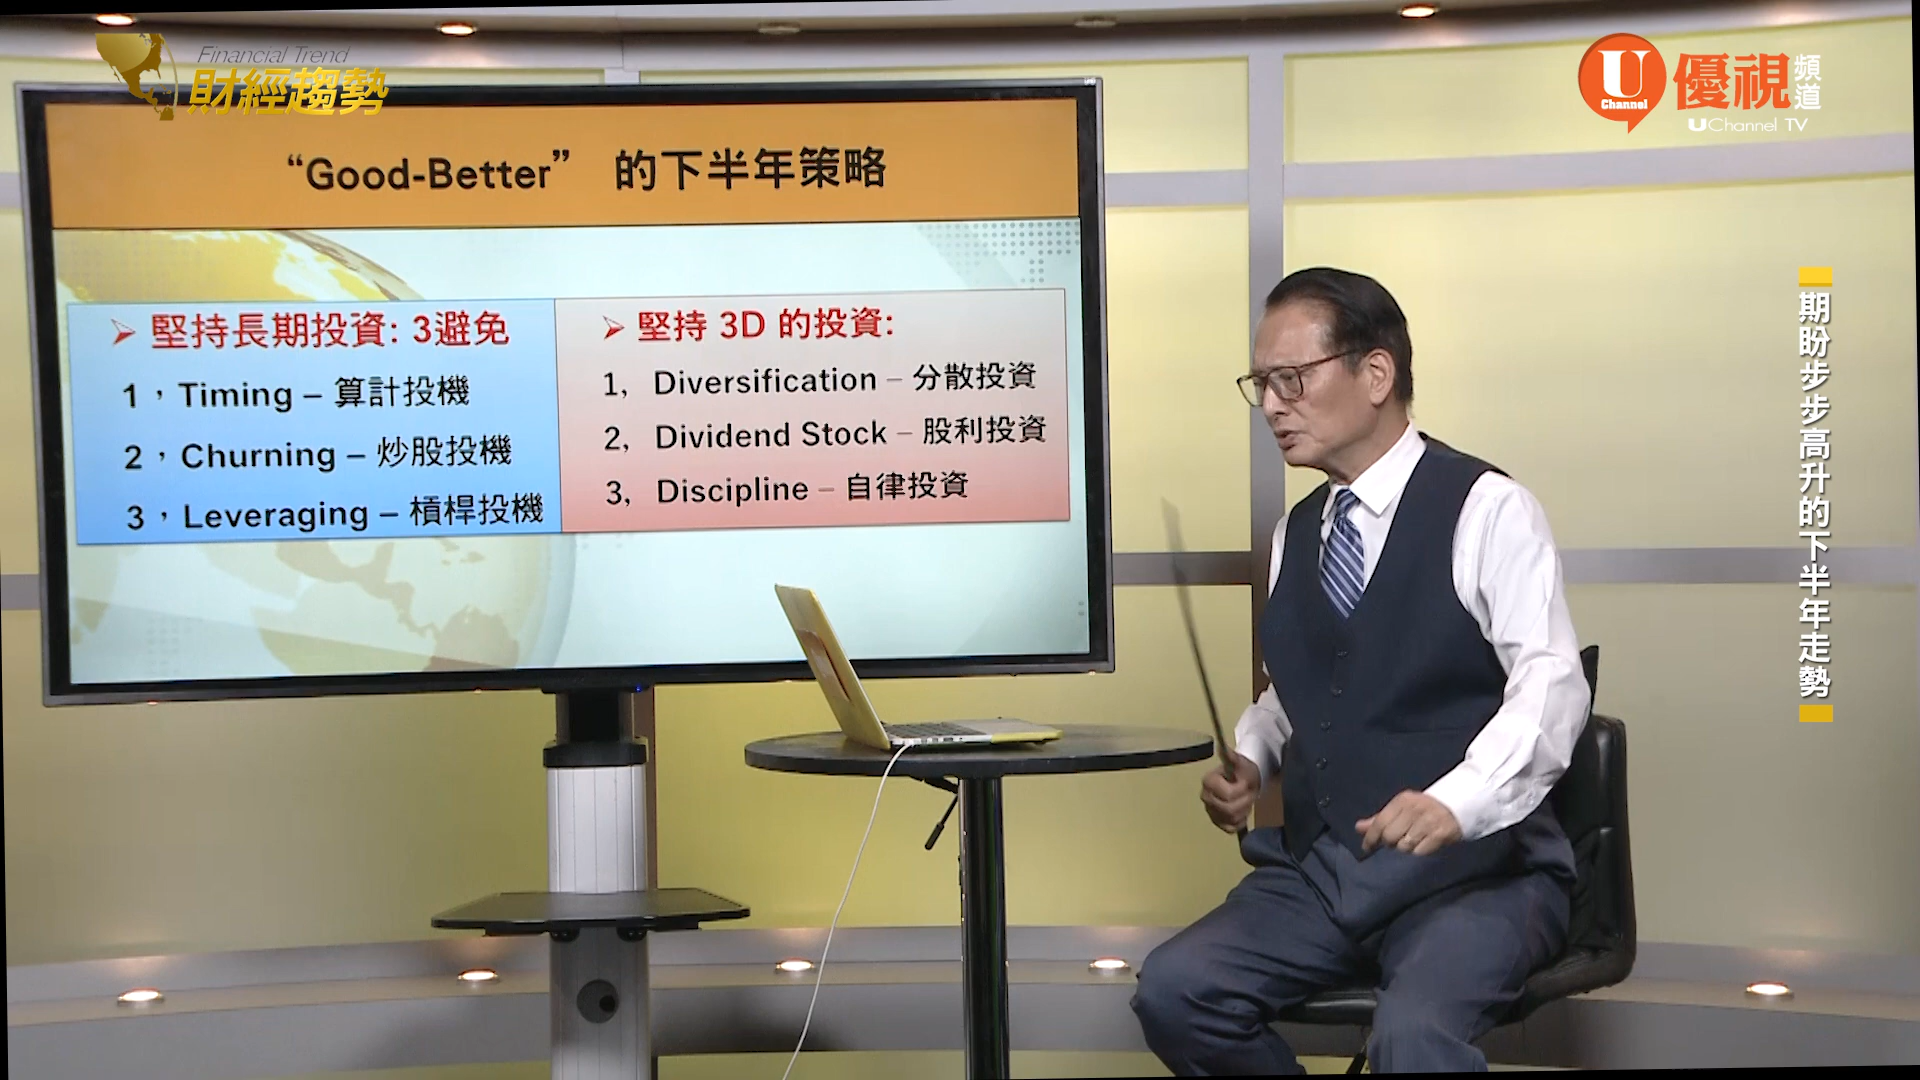 Financial Trend
財經趨勢
U
Channel
優視
頻道
UChannel TV
“Good-Better” 的下半年策略
➢ 堅持長期投資: 3避免
1，Timing – 算計投機
2，Churning – 炒股投機
3，Leveraging – 槓桿投機
➢ 堅持 3D 的投資:
1, Diversification – 分散投資
2, Dividend Stock – 股利投資
3, Discipline – 自律投資
期盼步步高升的下半年走勢